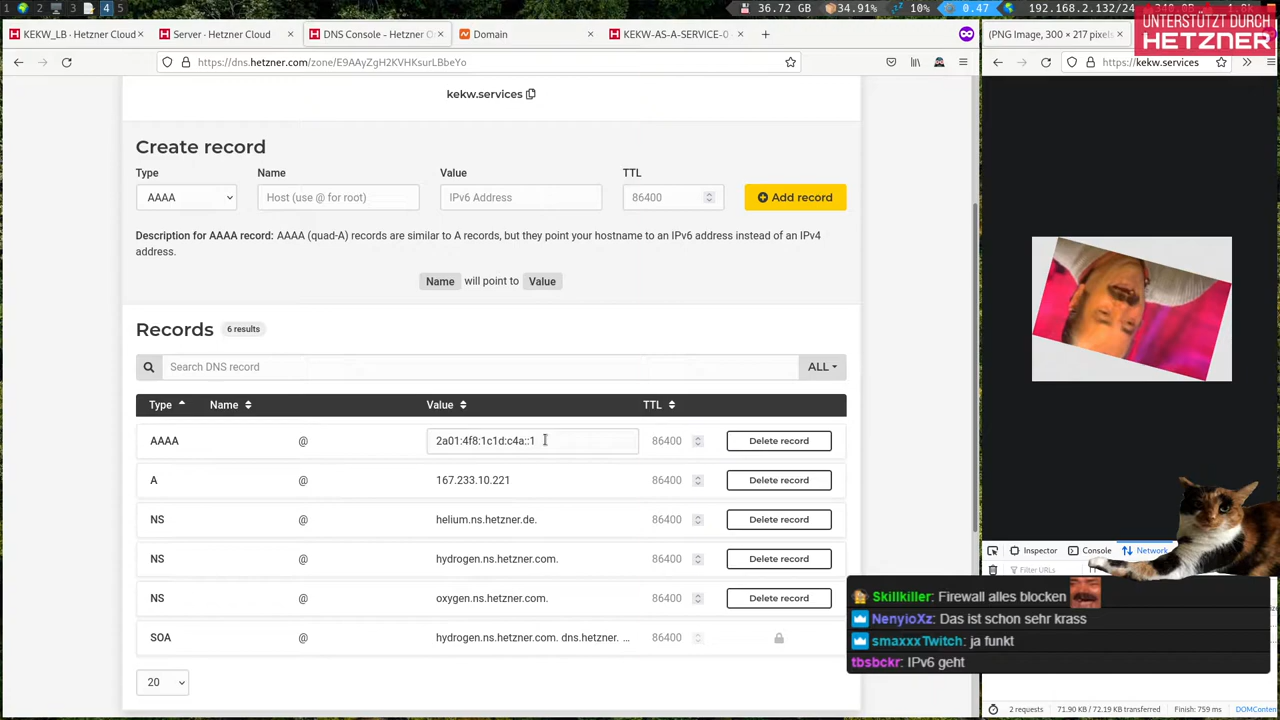 1 2 3 4 5
36.72 GB
34.91%
10%
0.47
192.168.2.132/24
UNTERSTÜTZT DURCH
HETZNER
KEKW_LB · Hetzner Cloud
Server · Hetzner Cloud
DNS Console - Hetzner O
Domain
KEKW-AS-A-SERVICE-0
(PNG Image, 300 × 217 pixels
https://dns.hetzner.com/zone/E9AAyZgH2KVHKsurLBbeYo
https://kekw.services
kekw.services
Create record
Type
Name
Value
TTL
AAAA
Host (use @ for root)
IPv6 Address
86400
Add record
Description for AAAA record: AAAA (quad-A) records are similar to A records, but they point your hostname to an IPv6 address instead of an IPv4
address.
Name will point to Value
Records 6 results
Search DNS record
ALL
Type Name Value TTL
AAAA @ 2a01:4f8:1c1d:c4a::1 86400 Delete record
A @ 167.233.10.221 86400 Delete record
NS @ helium.ns.hetzner.de. 86400 Delete record
NS @ hydrogen.ns.hetzner.com. 86400 Delete record
NS @ oxygen.ns.hetzner.com. 86400 Delete record
SOA @ hydrogen.ns.hetzner.com. dns.hetzner. ... 86400
20
Inspector
Console
Network
Filter URLs
Skillkiller: Firewall alles blocken
NenyioXz: Das ist schon sehr krass
smaxxxTwitch: ja funkt
tbsbckr: IPv6 geht
2 requests
71.90 KB / 72.19 KB transferred
Finish: 759 ms
DOMConten